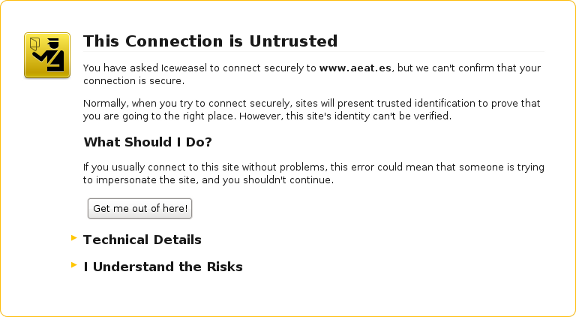 This Connection is Untrusted
You have asked Iceweasel to connect securely to www.aeat.es, but we can't confirm that your
connection is secure.
Normally, when you try to connect securely, sites will present trusted identification to prove that
you are going to the right place. However, this site's identity can't be verified.
What Should I Do?
If you usually connect to this site without problems, this error could mean that someone is trying
to impersonate the site, and you shouldn't continue.
Get me out of here!
Technical Details
I Understand the Risks